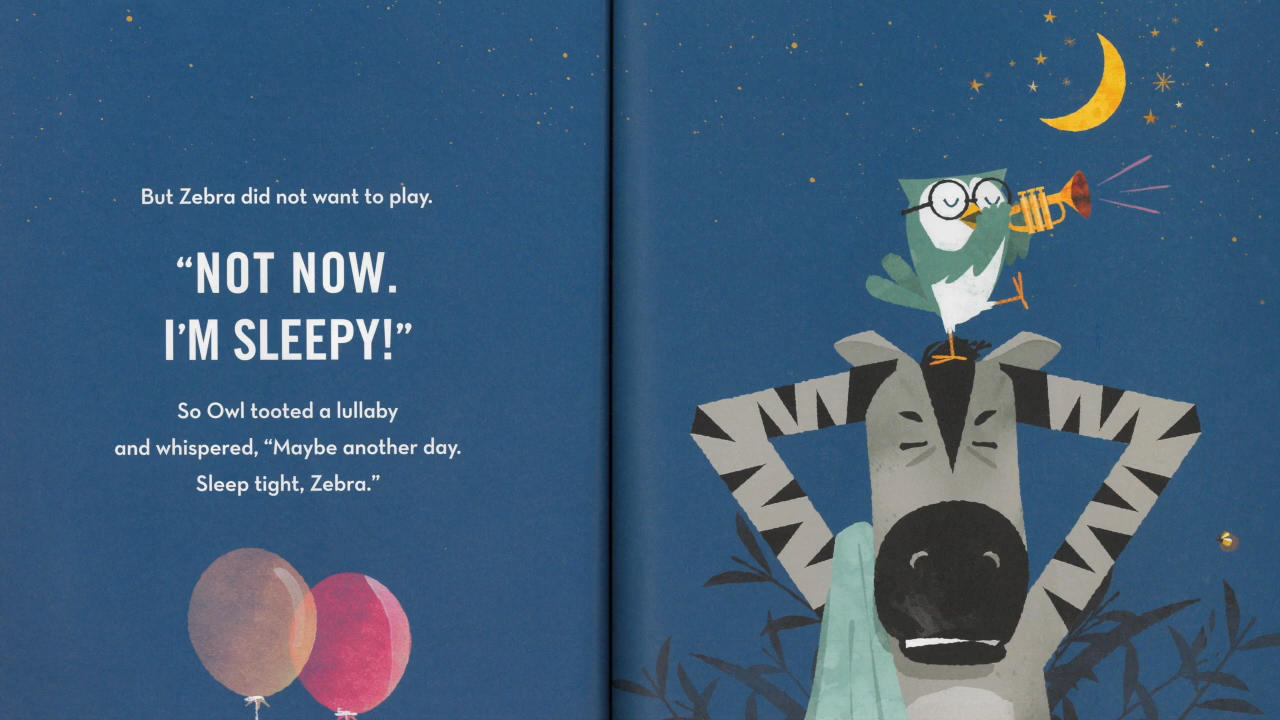 But Zebra did not want to play.
“NOT NOW.
I’M SLEEPY!”
So Owl tooted a lullaby
and whispered, “Maybe another day.
Sleep tight, Zebra.”